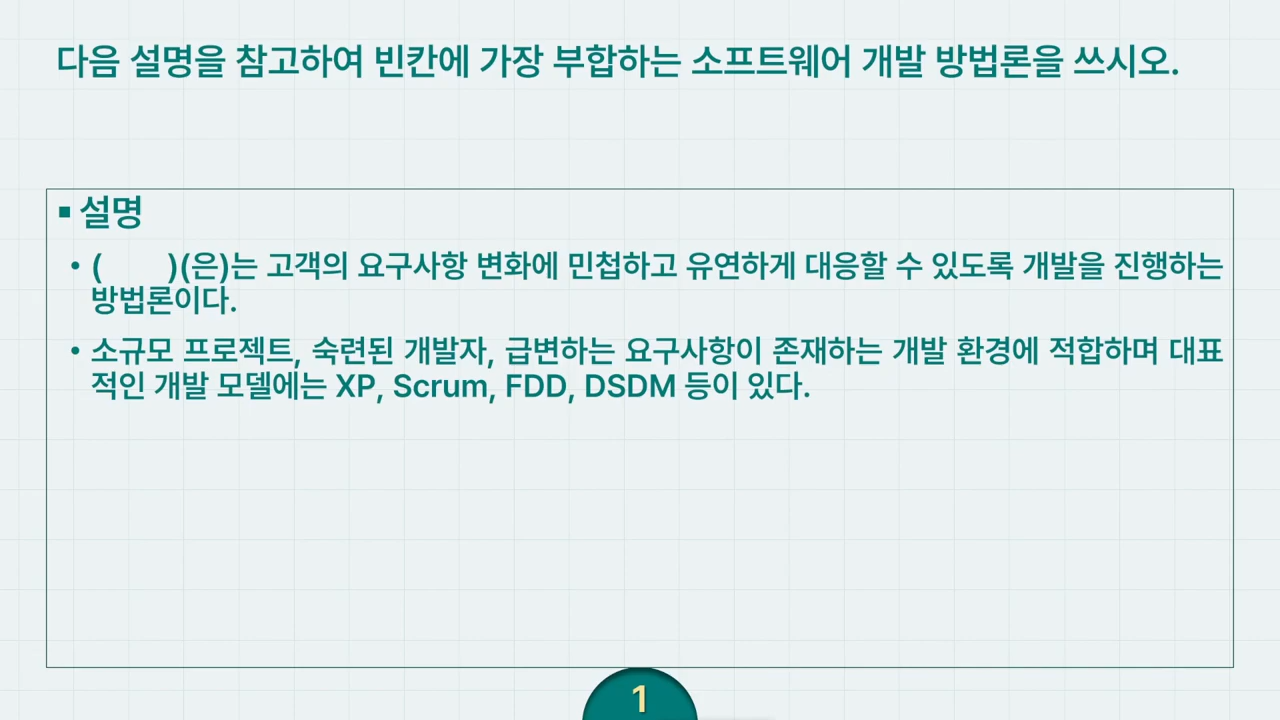 다음 설명을 참고하여 빈칸에 가장 부합하는 소프트웨어 개발 방법론을 쓰시오.
▪ 설명
• (      )(은)는 고객의 요구사항 변화에 민첩하고 유연하게 대응할 수 있도록 개발을 진행하는
방법론이다.
• 소규모 프로젝트, 숙련된 개발자, 급변하는 요구사항이 존재하는 개발 환경에 적합하며 대표
적인 개발 모델에는 XP, Scrum, FDD, DSDM 등이 있다.
1